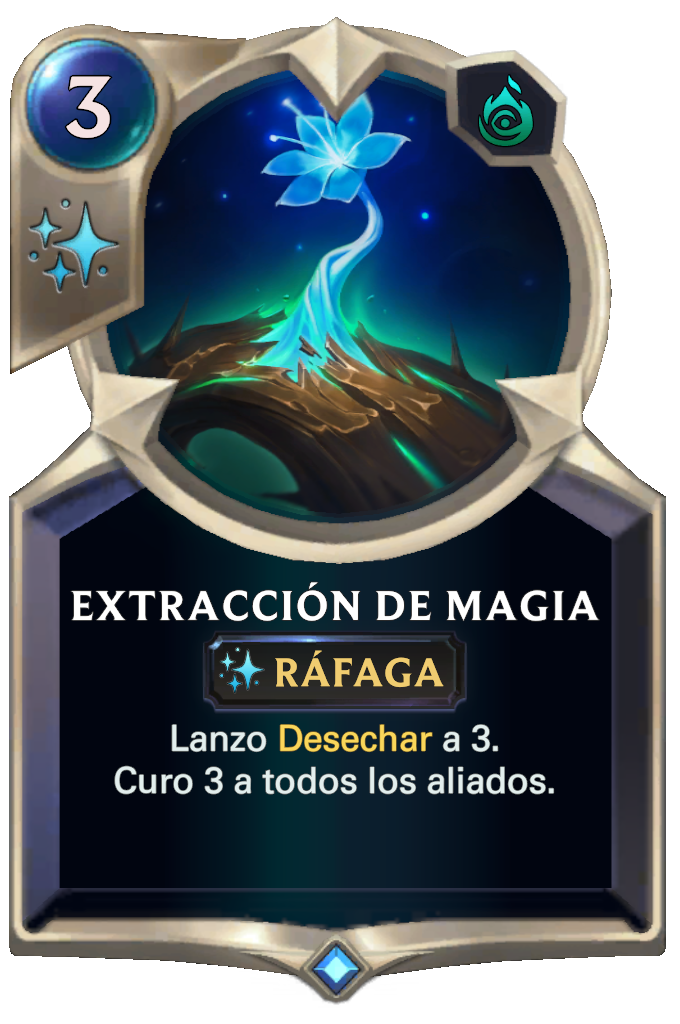 3
EXTRACCIÓN DE MAGIA
RÁFAGA
Lanzo Desechar a 3.
Curo 3 a todos los aliados.